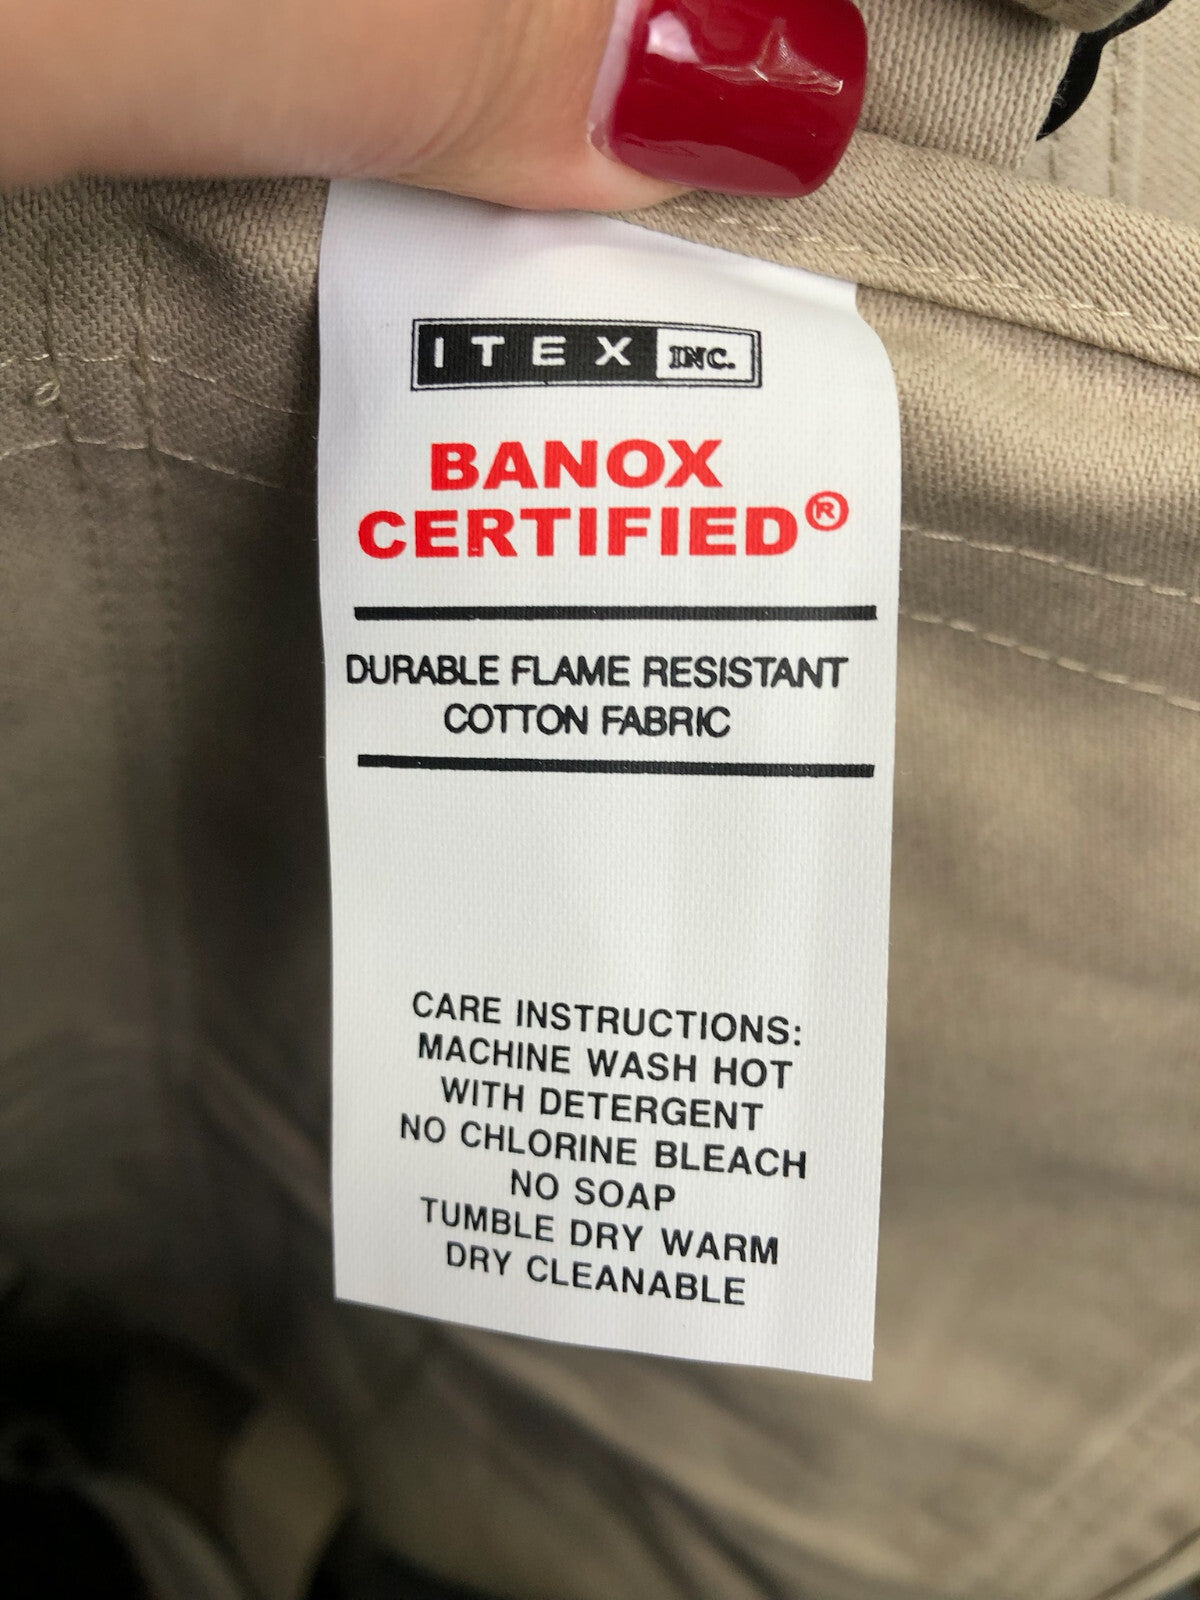 ITEX INC.
BANOX
CERTIFIED®
DURABLE FLAME RESISTANT
COTTON FABRIC
CARE INSTRUCTIONS:
MACHINE WASH HOT
WITH DETERGENT
NO CHLORINE BLEACH
NO SOAP
TUMBLE DRY WARM
DRY CLEANABLE